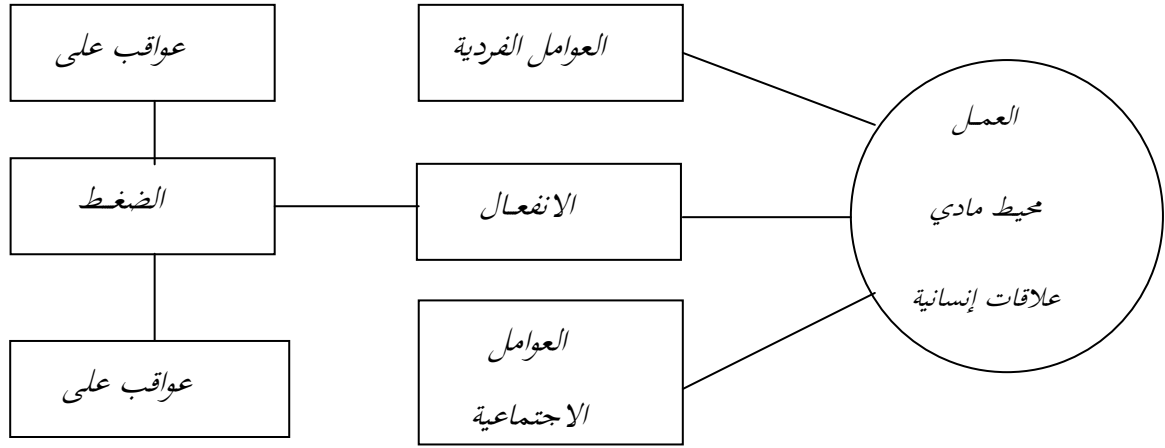 العمل
محيط مادي
علاقات إنسانية
العوامل الفردية
الانفعال
العوامل
الاجتماعية
عواقب على
الضغط
عواقب على